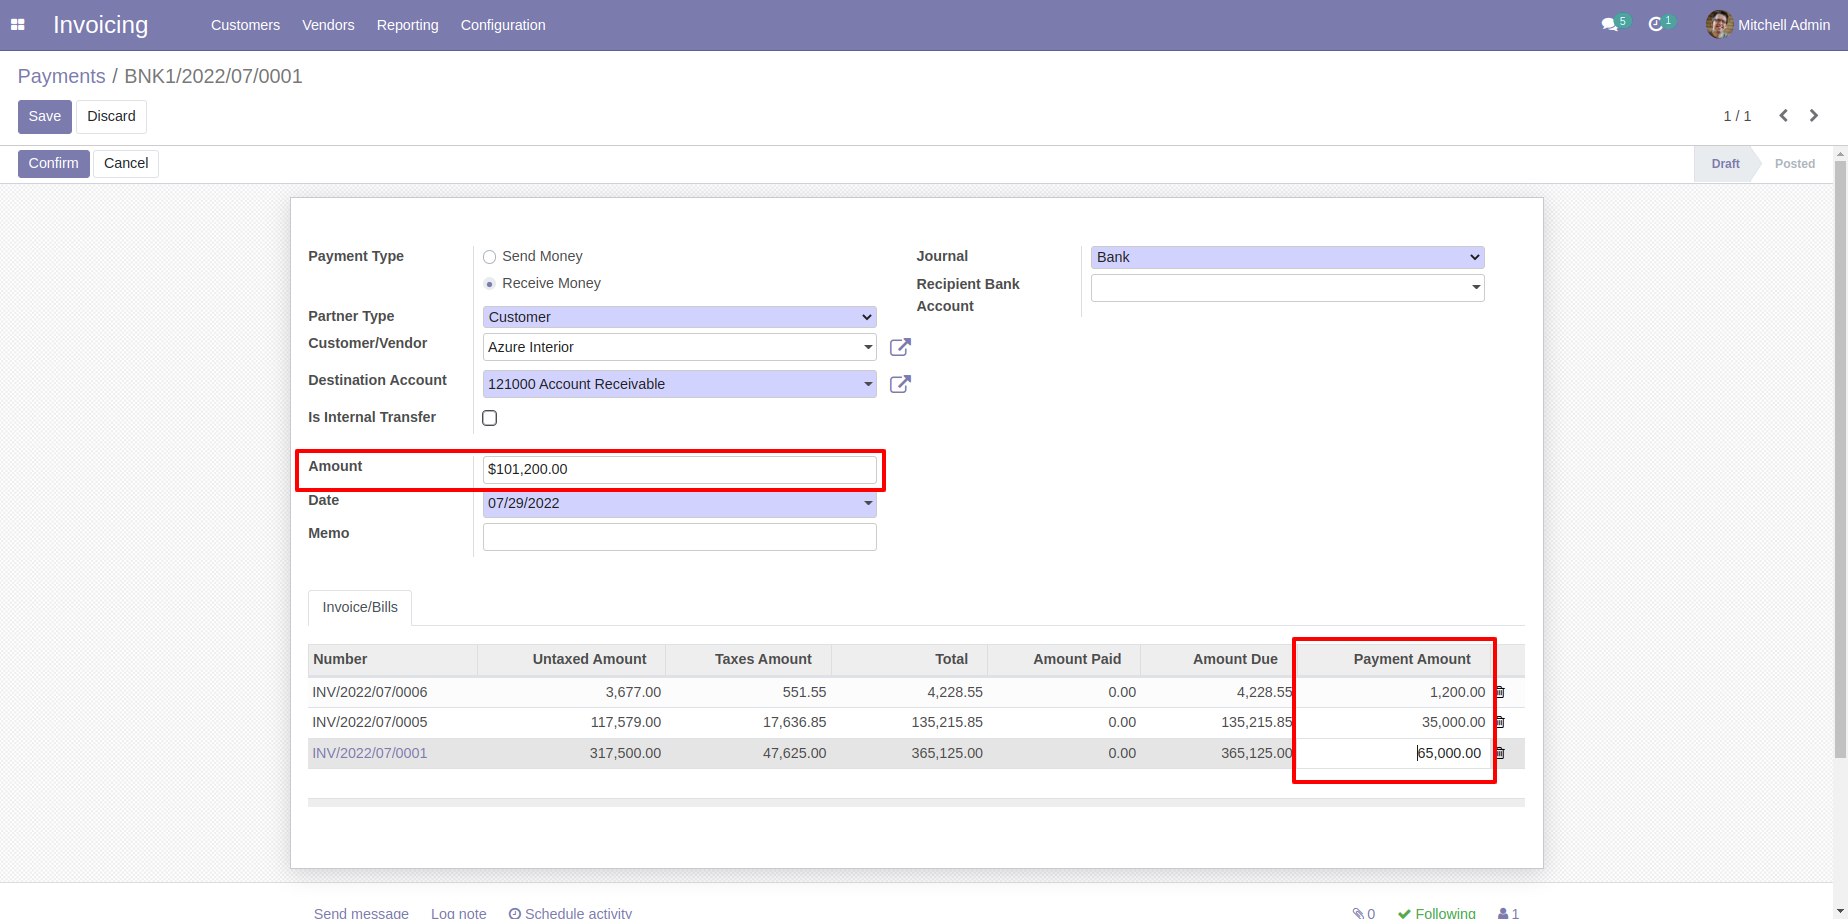 Invoicing Customers Vendors Reporting Configuration 5 1 Mitchell Admin
Payments / BNK1/2022/07/0001
Save Discard 1 / 1
Confirm Cancel Draft Posted
Payment Type Send Money
Receive Money
Journal Bank
Recipient Bank
Account
Partner Type Customer
Customer/Vendor Azure Interior
Destination Account 121000 Account Receivable
Is Internal Transfer
Amount $101,200.00
Date 07/29/2022
Memo
Invoice/Bills
Number Untaxed Amount Taxes Amount Total Amount Paid Amount Due Payment Amount
INV/2022/07/0006 3,677.00 551.55 4,228.55 0.00 4,228.55 1,200.00
INV/2022/07/0005 117,579.00 17,636.85 135,215.85 0.00 135,215.85 35,000.00
INV/2022/07/0001 317,500.00 47,625.00 365,125.00 0.00 365,125.00 65,000.00
Send message Log note Schedule activity 0 Following 1